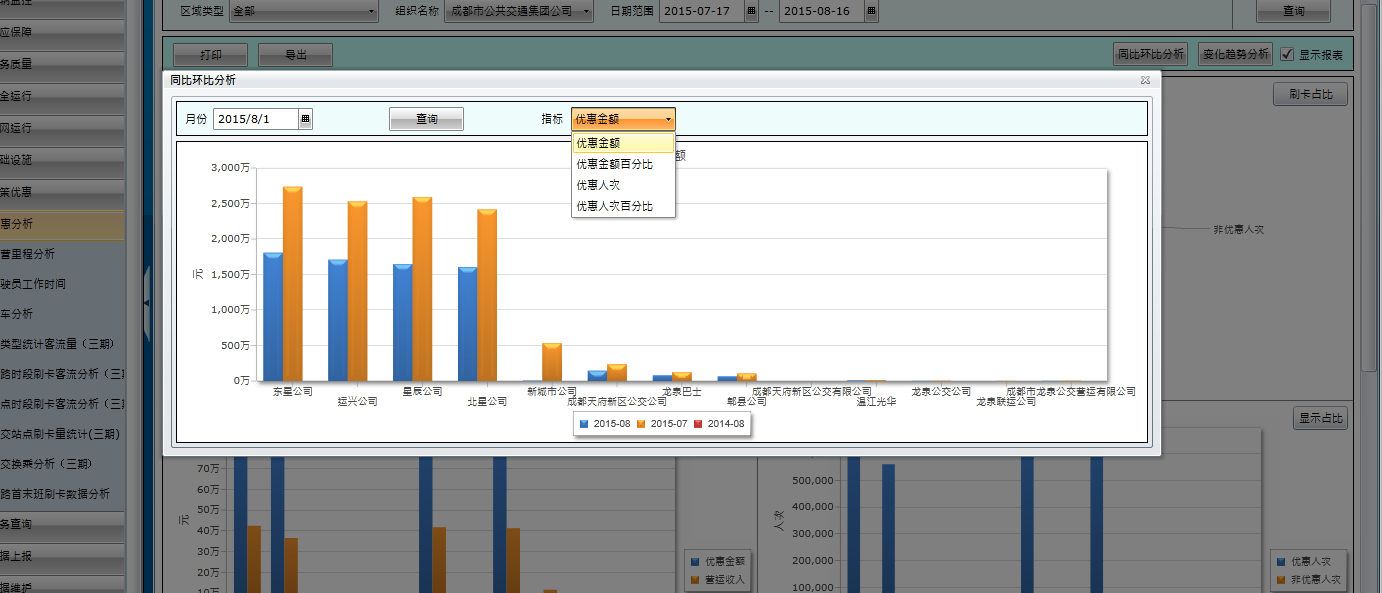 区域类型 全部 组织名称 成都市公共交通集团公司 日期范围 2015-07-17 -- 2015-08-16 查询
打印 导出 同比环比分析 变化趋势分析 显示报表
应保障
务质量
全运行
网运行
础设施
策优惠
惠分析
营里程分析
驶员工作时间
车分析
类型统计客流量（三期）
路时段刷卡客流分析（三
点时段刷卡客流分析（三
交站点刷卡量统计(三期)
交换乘分析（三期）
路首末班刷卡数据分析
务查询
据上报
据维护
同比环比分析
月份 2015/8/1 查询 指标 优惠金额
优惠金额
优惠金额百分比
优惠人次
优惠人次百分比
额
3,000万
2,500万
2,000万
1,500万
1,000万
500万
0万
元
东星公司
运兴公司
星辰公司
北星公司
新城市公司
成都天府新区公交公司
龙泉巴士
郫县公司
成都天府新区公交有限公司
温江光华
龙泉公交公司
龙泉联运公司
成都市龙泉公交营运有限公司
2015-08 2015-07 2014-08
刷卡占比
非优惠人次
显示占比
70万
60万
50万
40万
30万
20万
10万
元
优惠金额
营运收入
500,000
400,000
300,000
200,000
100,000
人次
优惠人次
非优惠人次